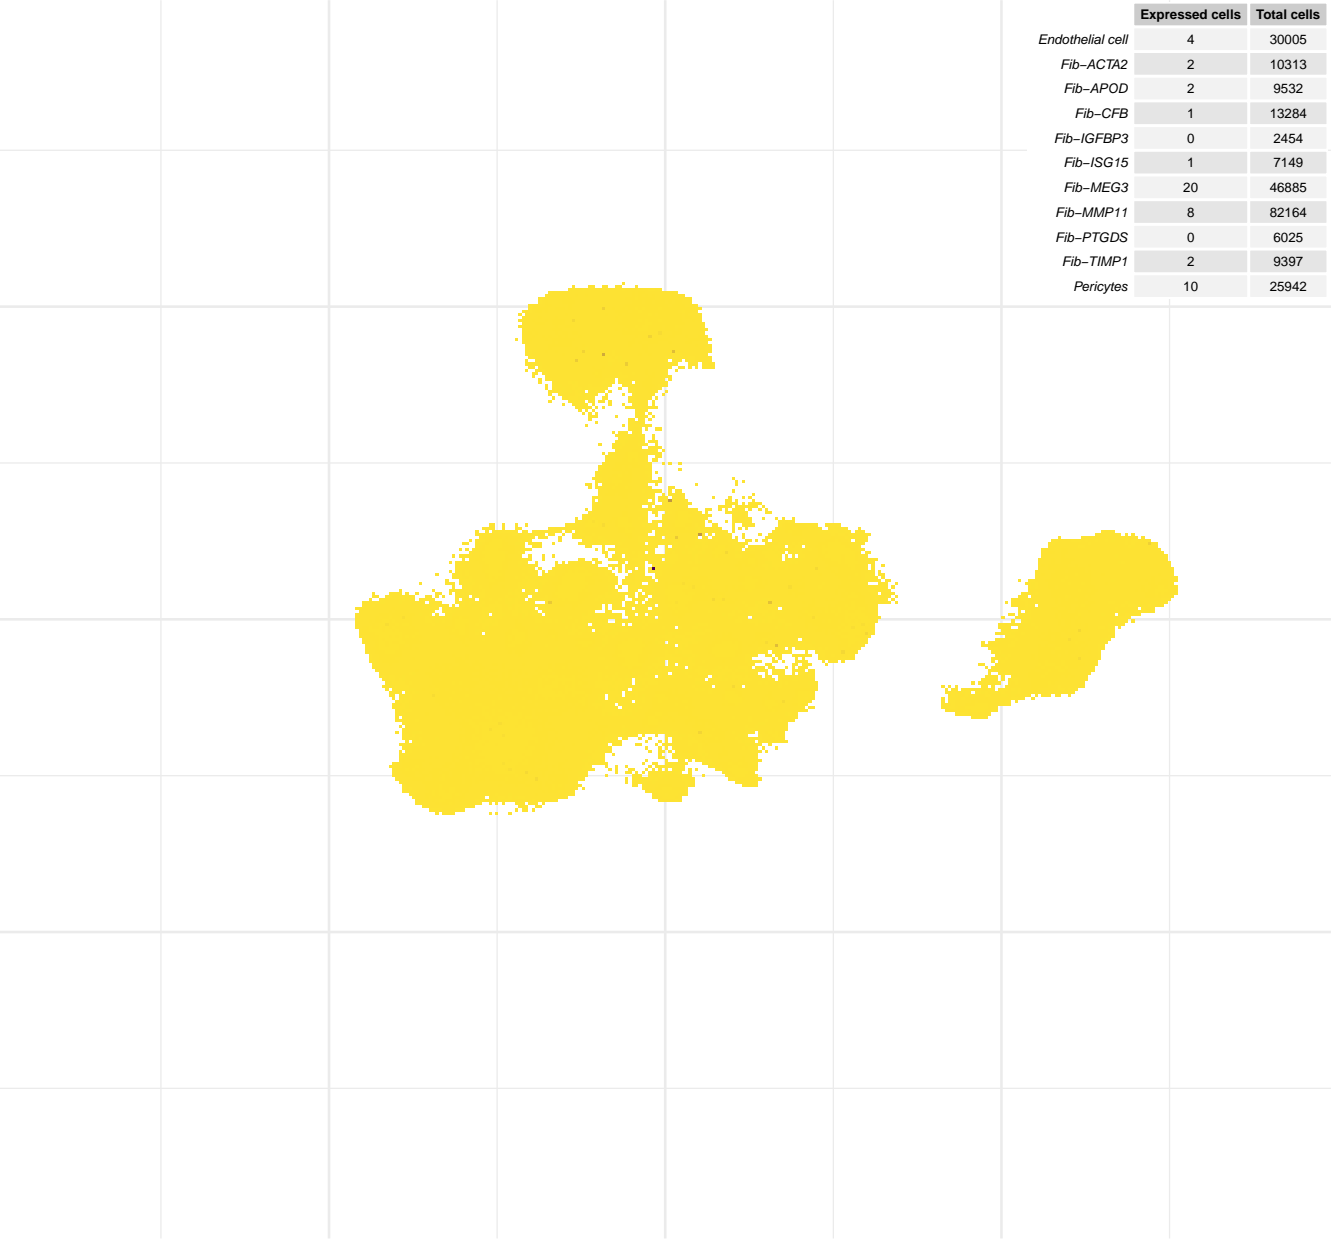 Expressed cells Total cells
Endothelial cell 4 30005
Fib−ACTA2 2 10313
Fib−APOD 2 9532
Fib−CFB 1 13284
Fib−IGFBP3 0 2454
Fib−ISG15 1 7149
Fib−MEG3 20 46885
Fib−MMP11 8 82164
Fib−PTGDS 0 6025
Fib−TIMP1 2 9397
Pericytes 10 25942